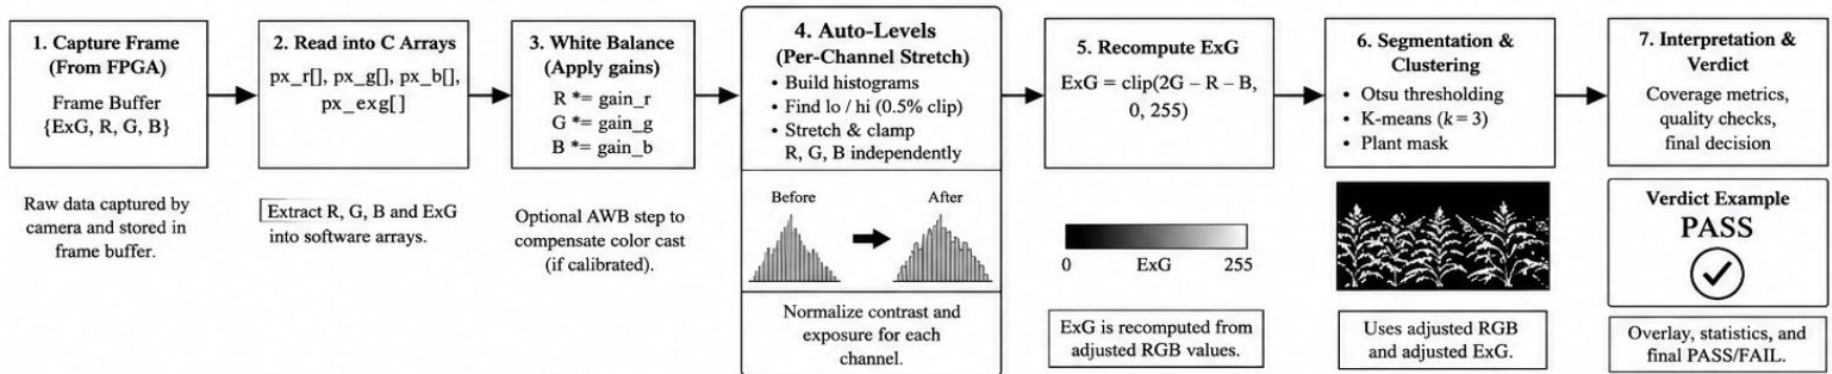 1. Capture Frame
(From FPGA)
Frame Buffer
{ExG, R, G, B}
Raw data captured by
camera and stored in
frame buffer.
2. Read into C Arrays
px_r[], px_g[], px_b[],
px_exg[]
Extract R, G, B and ExG
into software arrays.
3. White Balance
(Apply gains)
R *= gain_r
G *= gain_g
B *= gain_b
Optional AWB step to
compensate color cast
(if calibrated).
4. Auto-Levels
(Per-Channel Stretch)
• Build histograms
• Find lo / hi (0.5% clip)
• Stretch & clamp
R, G, B independently
Before
After
Normalize contrast and
exposure for each
channel.
5. Recompute ExG
ExG = clip(2G – R – B,
0, 255)
0 ExG 255
ExG is recomputed from
adjusted RGB values.
6. Segmentation &
Clustering
• Otsu thresholding
• K-means (k = 3)
• Plant mask
Uses adjusted RGB
and adjusted ExG.
7. Interpretation &
Verdict
Coverage metrics,
quality checks,
final decision
Verdict Example
PASS
Overlay, statistics, and
final PASS/FAIL.